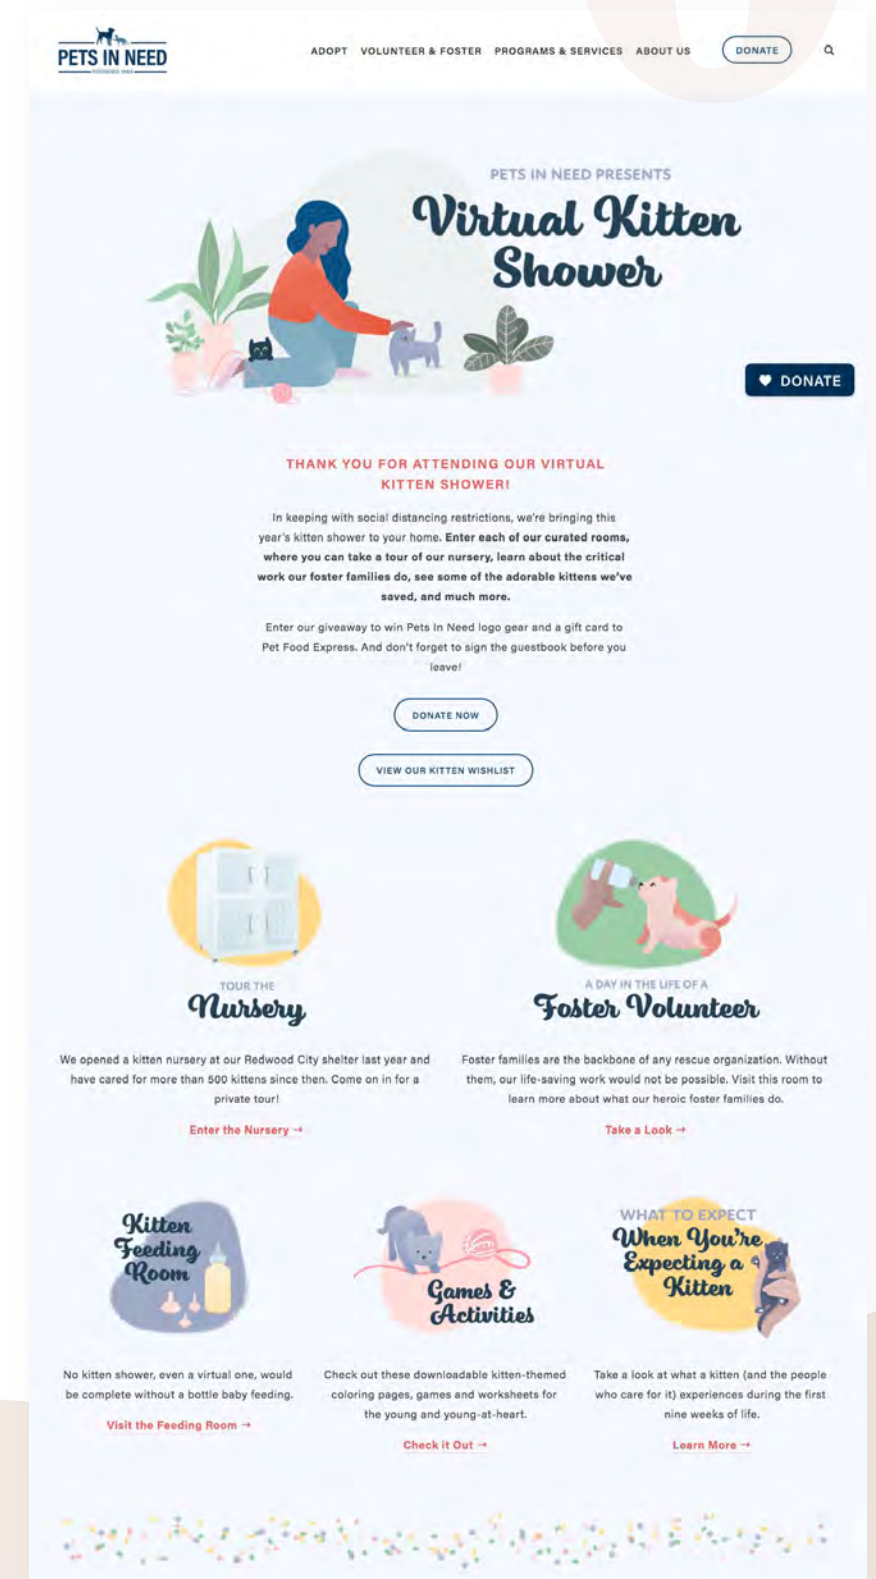 PETS IN NEED
ADOPT VOLUNTEER & FOSTER PROGRAMS & SERVICES ABOUT US DONATE
PETS IN NEED PRESENTS
Virtual Kitten
Shower
DONATE
THANK YOU FOR ATTENDING OUR VIRTUAL
KITTEN SHOWER!
In keeping with social distancing restrictions, we're bringing this
year's kitten shower to your home. Enter each of our curated rooms,
where you can take a tour of our nursery, learn about the critical
work our foster families do, see some of the adorable kittens we've
saved, and much more.
Enter our giveaway to win Pets In Need logo gear and a gift card to
Pet Food Express. And don't forget to sign the guestbook before you
leave!
DONATE NOW
VIEW OUR KITTEN WISHLIST
TOUR THE
Nursery
We opened a kitten nursery at our Redwood City shelter last year and
have cared for more than 500 kittens since then. Come on in for a
private tour!
Enter the Nursery →
A DAY IN THE LIFE OF A
Foster Volunteer
Foster families are the backbone of any rescue organization. Without
them, our life-saving work would not be possible. Visit this room to
learn more about what our heroic foster families do.
Take a Look →
Kitten
Feeding
Room
No kitten shower, even a virtual one, would
be complete without a bottle baby feeding.
Visit the Feeding Room →
Games &
Activities
Check out these downloadable kitten-themed
coloring pages, games and worksheets for
the young and young-at-heart.
Check it Out →
WHAT TO EXPECT
When You're
Expecting a
Kitten
Take a look at what a kitten (and the people
who care for it) experiences during the first
nine weeks of life.
Learn More →